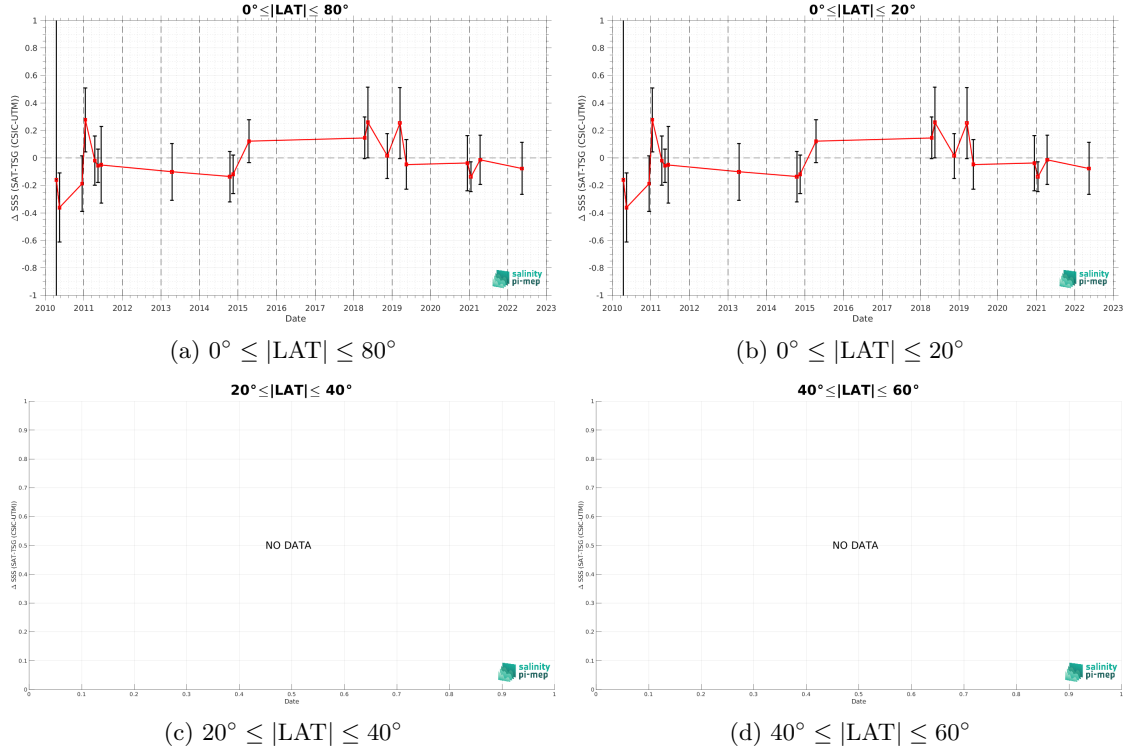 0°≤|LAT|≤ 80°
Δ SSS (SAT-TSG (CSIC-UTM))
1
0.8
0.6
0.4
0.2
0
-0.2
-0.4
-0.6
-0.8
-1
2010 2011 2012 2013 2014 2015 2016 2017 2018 2019 2020 2021 2022 2023
Date
salinity
pi-mep
(a) 0° ≤ |LAT| ≤ 80°
0°≤|LAT|≤ 20°
Δ SSS (SAT-TSG (CSIC-UTM))
1
0.8
0.6
0.4
0.2
0
-0.2
-0.4
-0.6
-0.8
-1
2010 2011 2012 2013 2014 2015 2016 2017 2018 2019 2020 2021 2022 2023
Date
salinity
pi-mep
(b) 0° ≤ |LAT| ≤ 20°
20°≤|LAT|≤ 40°
Δ SSS (SAT-TSG (CSIC-UTM))
1
0.9
0.8
0.7
0.6
0.5
0.4
0.3
0.2
0.1
0
NO DATA
0 0.1 0.2 0.3 0.4 0.5 0.6 0.7 0.8 0.9 1
Date
salinity
pi-mep
(c) 20° ≤ |LAT| ≤ 40°
40°≤|LAT|≤ 60°
Δ SSS (SAT-TSG (CSIC-UTM))
1
0.9
0.8
0.7
0.6
0.5
0.4
0.3
0.2
0.1
0
NO DATA
0 0.1 0.2 0.3 0.4 0.5 0.6 0.7 0.8 0.9 1
Date
salinity
pi-mep
(d) 40° ≤ |LAT| ≤ 60°